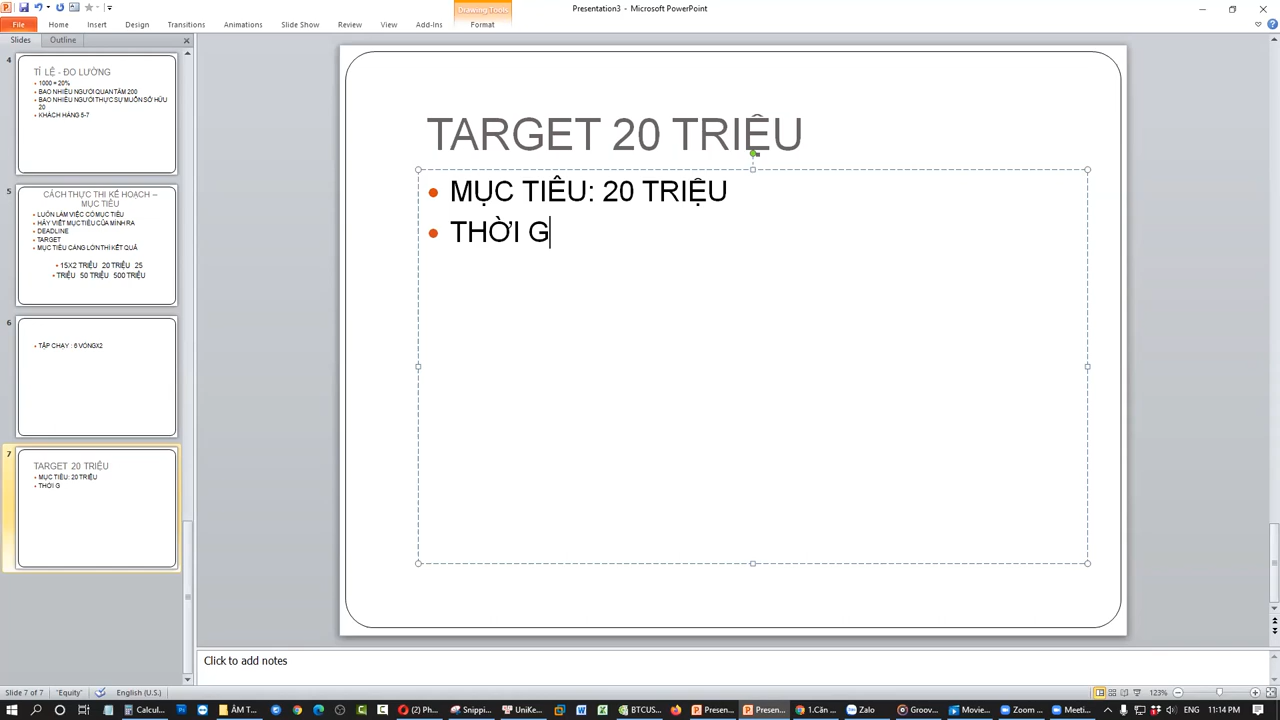 Presentation3 - Microsoft PowerPoint
Drawing Tools
File Home Insert Design Transitions Animations Slide Show Review View Add-Ins Format
Slides Outline
4
TỈ LỆ - ĐO LƯỜNG
1000 = 20%
BAO NHIÊU NGƯỜI QUAN TÂM 200
BAO NHIÊU NGƯỜI THỰC SỰ MUỐN SỞ HỮU
20
KHÁCH HÀNG 5-7
5
CÁCH THỰC THI KẾ HOẠCH –
MỤC TIÊU
LUÔN LÀM VIỆC CÓ MỤC TIÊU
HÃY VIẾT MỤC TIÊU CỦA MÌNH RA
DEADLINE
TARGET
MỤC TIÊU CÀNG LỚN THÌ KẾT QUẢ
15X2 TRIỆU 20 TRIỆU 25
TRIỆU 50 TRIỆU 500 TRIỆU
6
TẬP CHẠY : 6 VÒNGX2
7
TARGET 20 TRIỆU
MỤC TIÊU: 20 TRIỆU
THỜI G
TARGET 20 TRIỆU
MỤC TIÊU: 20 TRIỆU
THỜI G
Click to add notes
Slide 7 of 7 "Equity" English (U.S.) 123%
Calcul... ÂM T... (2) Ph... Snippi... UniKe... BTCUS... Presen... Presen... 1.Căn ... Zalo Groov... Movie... Zoom ... Meeti... ENG 11:14 PM